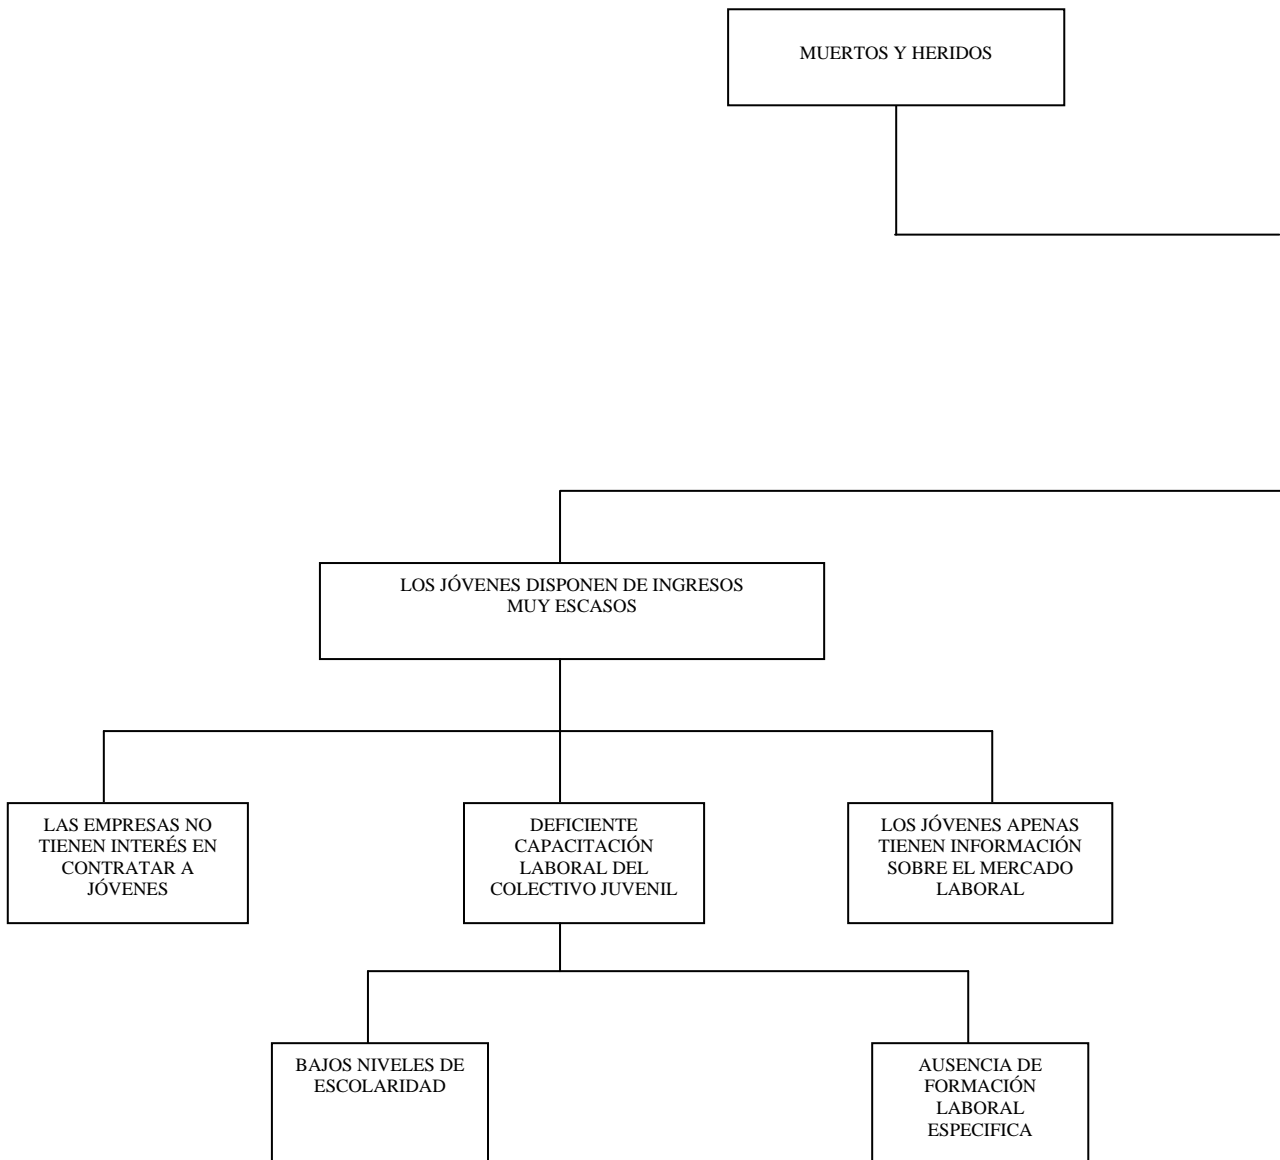 MUERTOS Y HERIDOS
LOS JÓVENES DISPONEN DE INGRESOS
MUY ESCASOS
LAS EMPRESAS NO
TIENEN INTERÉS EN
CONTRATAR A
JÓVENES
DEFICIENTE
CAPACITACIÓN
LABORAL DEL
COLECTIVO JUVENIL
LOS JÓVENES APENAS
TIENEN INFORMACIÓN
SOBRE EL MERCADO
LABORAL
BAJOS NIVELES DE
ESCOLARIDAD
AUSENCIA DE
FORMACIÓN
LABORAL
ESPECIFICA